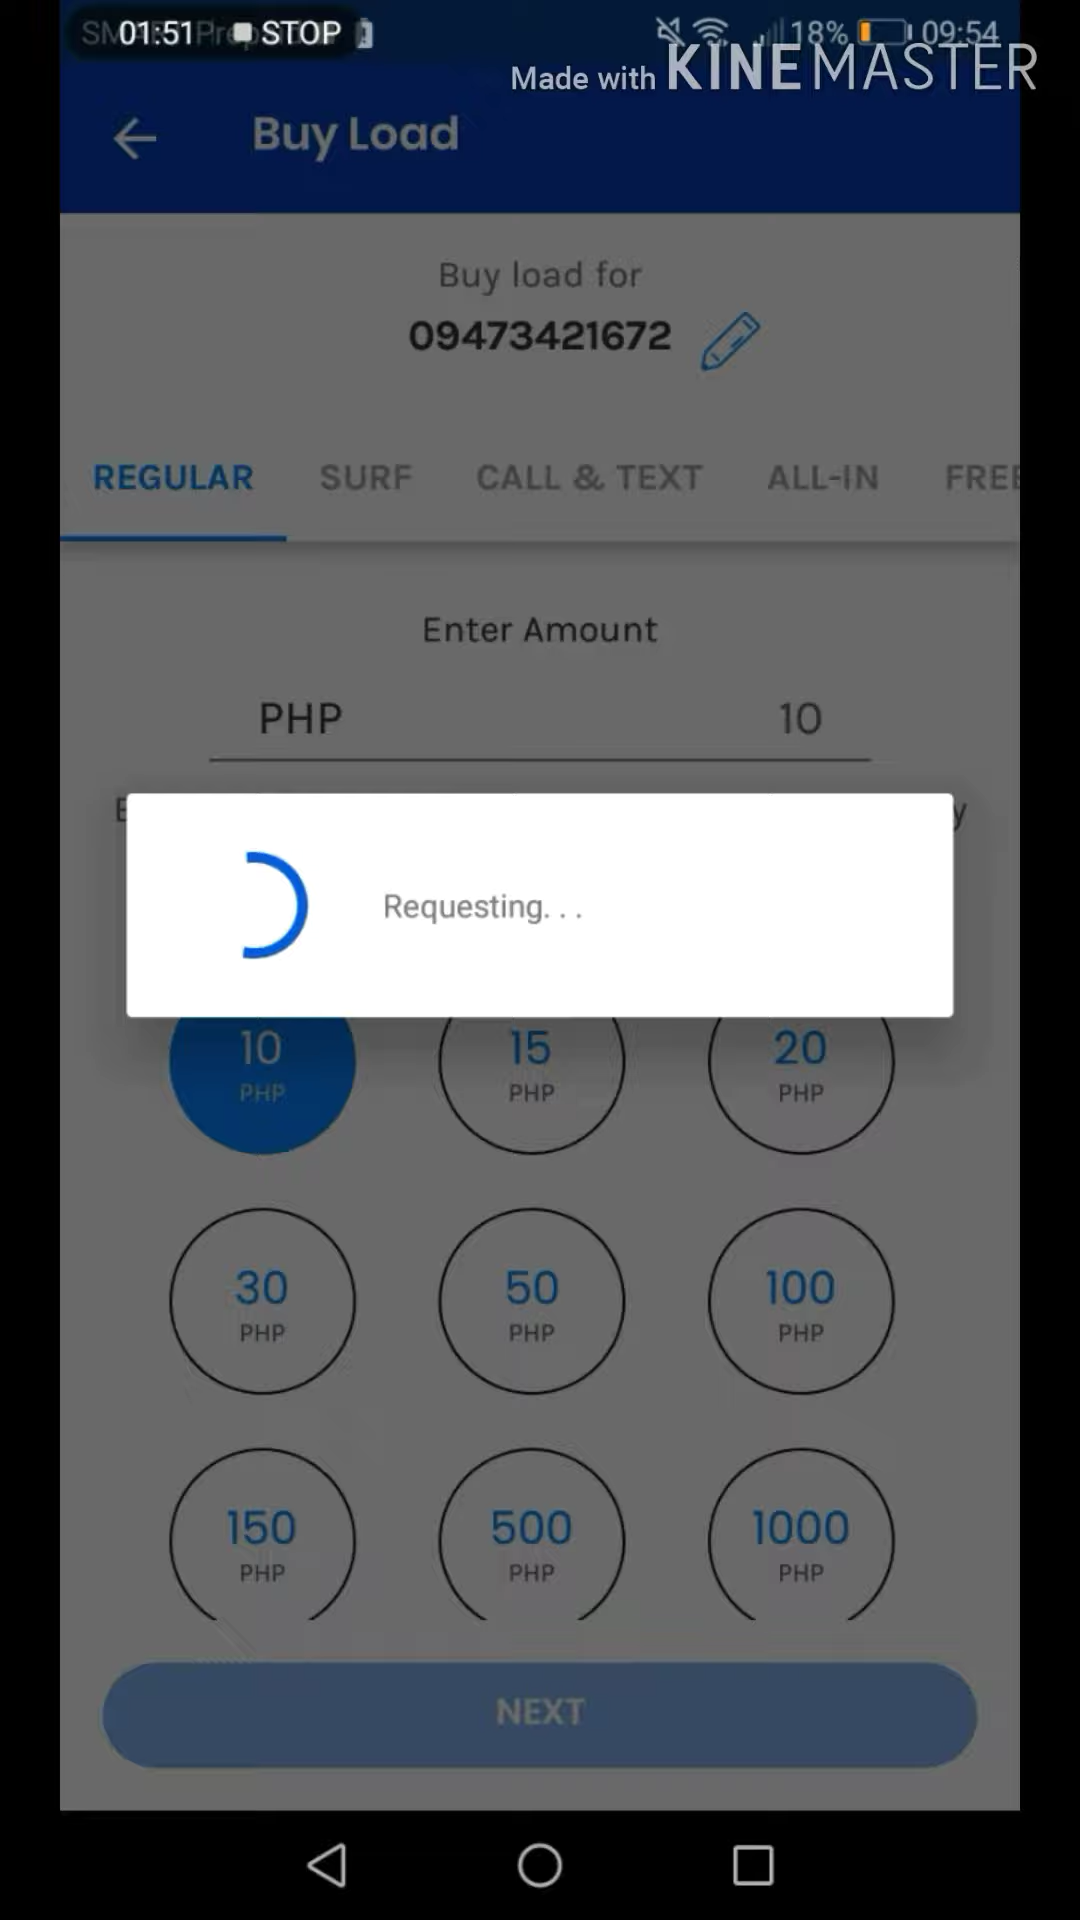 01:51 STOP 18% 09:54
Made with KINEMASTER
Buy Load
Buy load for
09473421672
REGULAR SURF CALL & TEXT ALL-IN FREE
Enter Amount
PHP 10
Requesting. . .
10 15 20
PHP PHP PHP
30 50 100
PHP PHP PHP
150 500 1000
PHP PHP PHP
NEXT